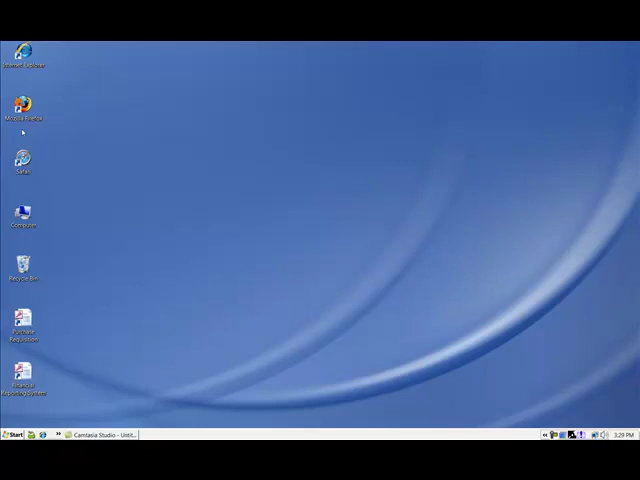 Internet Explorer
Mozilla Firefox
Safari
Computer
Recycle Bin
Purchase
Requisition
Financial
Reporting System
Start
Camtasia Studio - Untit...
3:29 PM